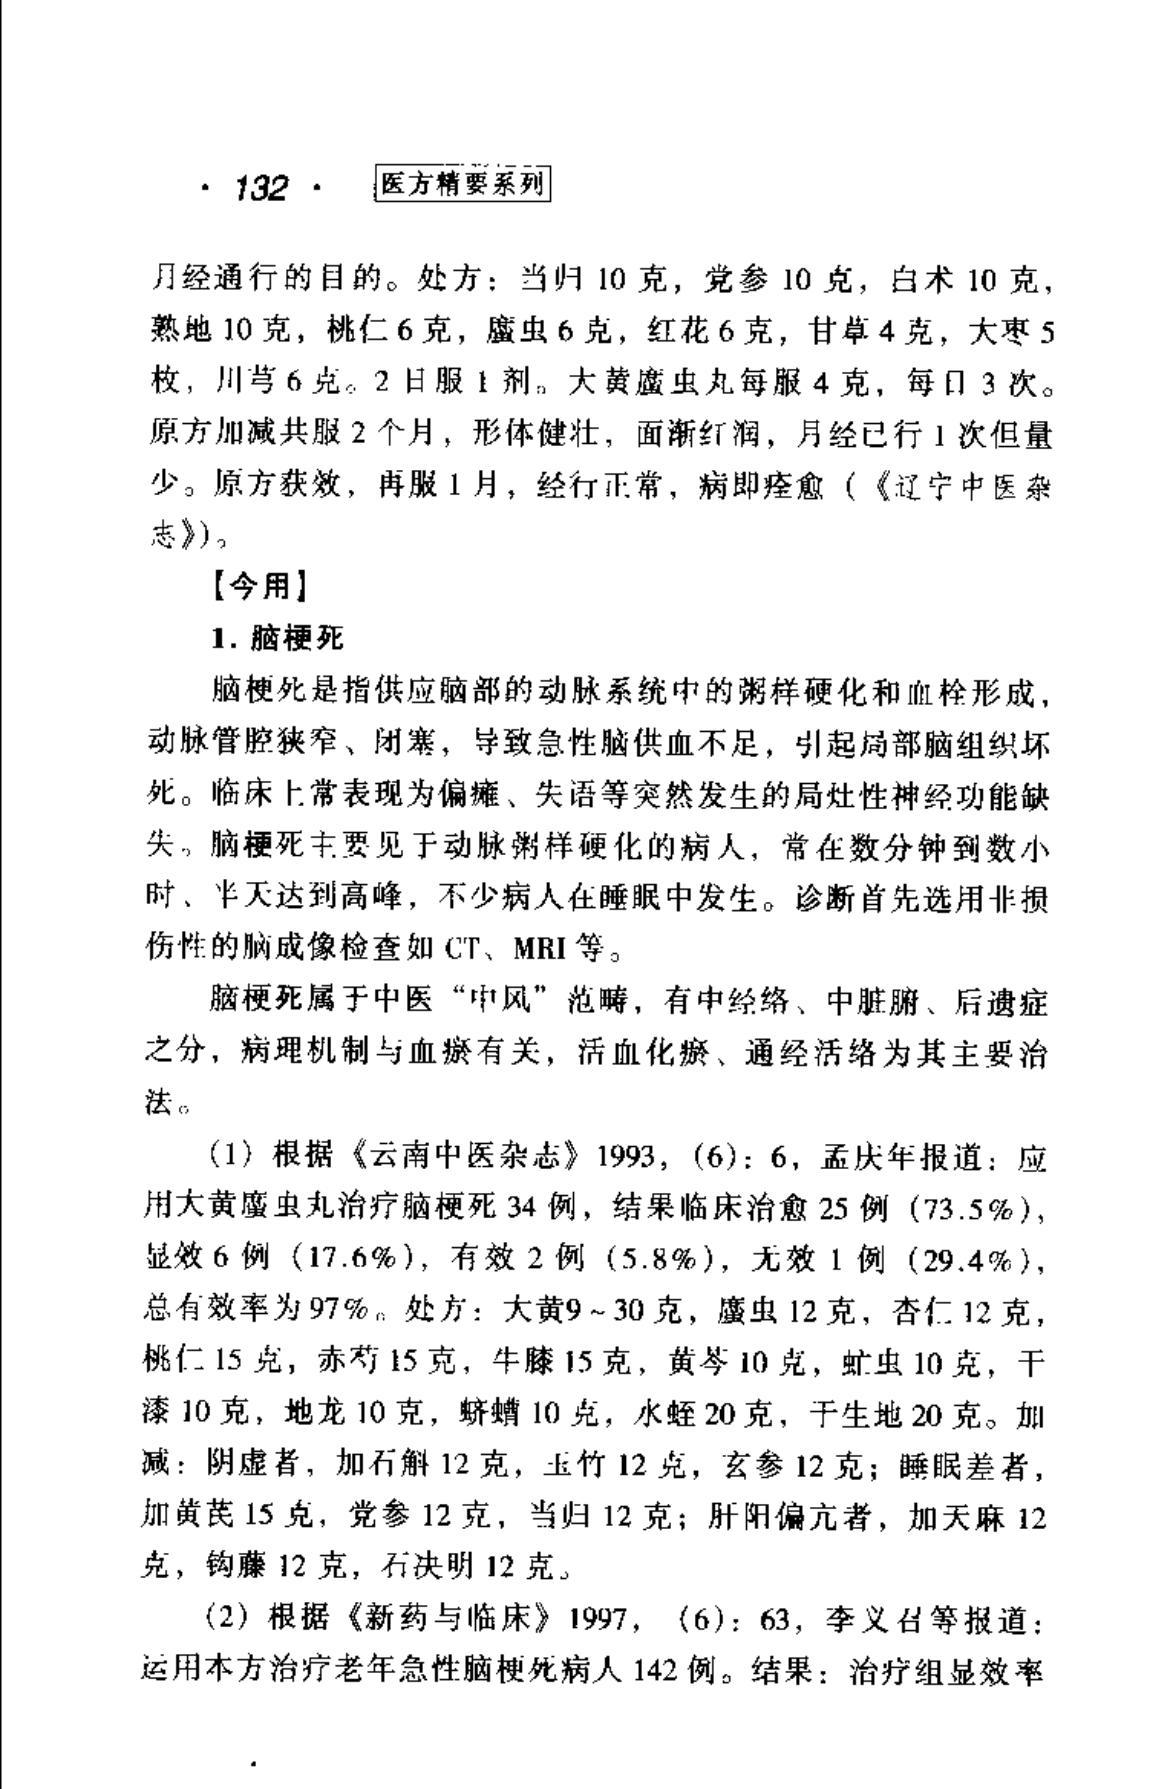 · 132 · 医方精要系列
月经通行的目的。处方：当归 10 克，党参 10 克，白术 10 克，
熟地 10 克，桃仁 6 克，䗪虫 6 克，红花 6 克，甘草 4 克，大枣 5
枚，川芎 6 克。2 日服 1 剂。大黄䗪虫丸每服 4 克，每日 3 次。
原方加减共服 2 个月，形体健壮，面渐红润，月经已行 1 次但量
少。原方获效，再服 1 月，经行正常，病即痊愈（《辽宁中医杂
志》）。
【今用】
1. 脑梗死
脑梗死是指供应脑部的动脉系统中的粥样硬化和血栓形成，
动脉管腔狭窄、闭塞，导致急性脑供血不足，引起局部脑组织坏
死。临床上常表现为偏瘫、失语等突然发生的局灶性神经功能缺
失。脑梗死主要见于动脉粥样硬化的病人，常在数分钟到数小
时、半天达到高峰，不少病人在睡眠中发生。诊断首先选用非损
伤性的脑成像检查如 CT、MRI 等。
脑梗死属于中医“中风”范畴，有中经络、中脏腑、后遗症
之分，病理机制与血瘀有关，活血化瘀、通经活络为其主要治
法。
（1）根据《云南中医杂志》1993，（6）：6，孟庆年报道：应
用大黄䗪虫丸治疗脑梗死 34 例，结果临床治愈 25 例（73.5%），
显效 6 例（17.6%），有效 2 例（5.8%），无效 1 例（29.4%），
总有效率为 97%。处方：大黄9～30 克，䗪虫 12 克，杏仁 12 克，
桃仁 15 克，赤芍 15 克，牛膝 15 克，黄芩 10 克，虻虫 10 克，干
漆 10 克，地龙 10 克，蛴螬 10 克，水蛭 20 克，干生地 20 克。加
减：阴虚者，加石斛 12 克，玉竹 12 克，玄参 12 克；睡眠差者，
加黄芪 15 克，党参 12 克，当归 12 克；肝阳偏亢者，加天麻 12
克，钩藤 12 克，石决明 12 克。
（2）根据《新药与临床》1997，（6）：63，李义召等报道：
运用本方治疗老年急性脑梗死病人 142 例。结果：治疗组显效率